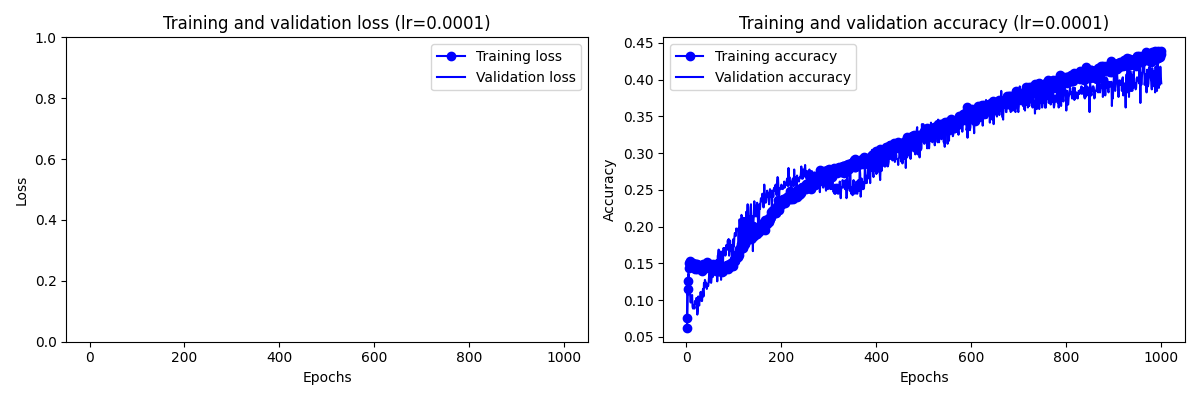 Training and validation loss (lr=0.0001)
1.0
0.8
0.6
0.4
0.2
0.0
Loss
Training loss
Validation loss
0 200 400 600 800 1000
Epochs
Training and validation accuracy (lr=0.0001)
0.45
0.40
0.35
0.30
0.25
0.20
0.15
0.10
0.05
Accuracy
Training accuracy
Validation accuracy
0 200 400 600 800 1000
Epochs